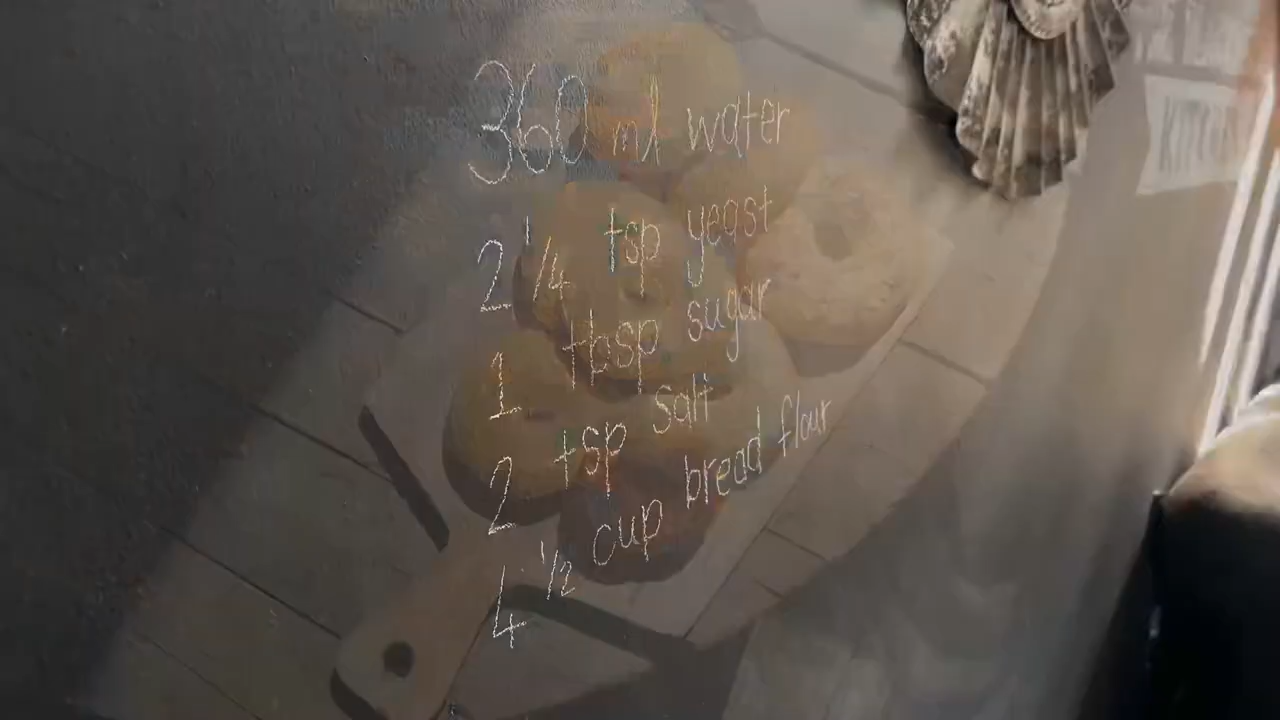 360 ml water
2 1/4 tsp yeast
1 tbsp sugar
2 tsp salt
4 1/2 cup bread flour